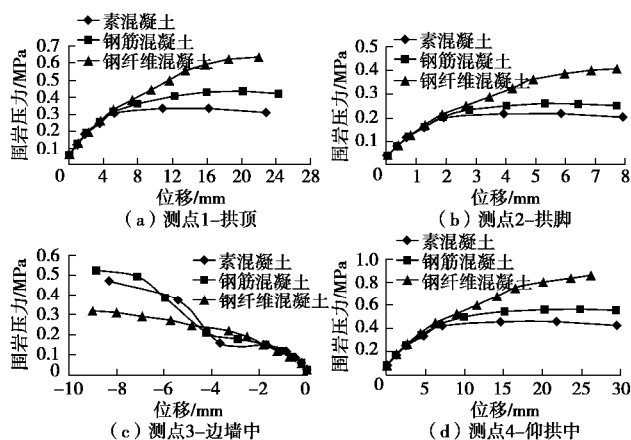 素混凝土
钢筋混凝土
钢纤维混凝土
围岩压力/MPa
0.7
0.6
0.5
0.4
0.3
0.2
0.1
0 4 8 12 16 20 24 28
位移/mm
(a) 测点1-拱顶
素混凝土
钢筋混凝土
钢纤维混凝土
围岩压力/MPa
0.5
0.4
0.3
0.2
0.1
0 1 2 3 4 5 6 7 8
位移/mm
(b) 测点2-拱脚
素混凝土
钢筋混凝土
钢纤维混凝土
围岩压力/MPa
0.6
0.5
0.4
0.3
0.2
0.1
0
-10 -8 -6 -4 -2 0
位移/mm
(c) 测点3-边墙中
素混凝土
钢筋混凝土
钢纤维混凝土
围岩压力/MPa
1.0
0.8
0.6
0.4
0.2
0 5 10 15 20 25 30
位移/mm
(d) 测点4-仰拱中